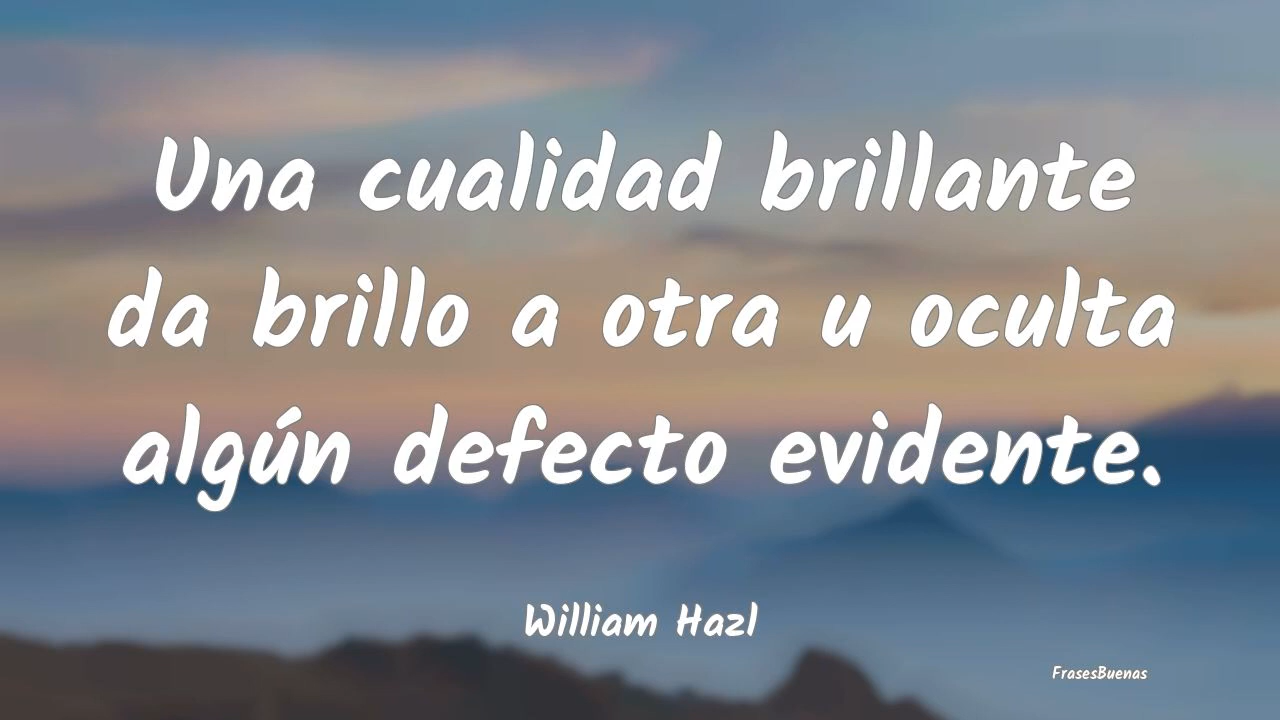 Una cualidad brillante
da brillo a otra u oculta
algún defecto evidente.
William Hazl
FrasesBuenas